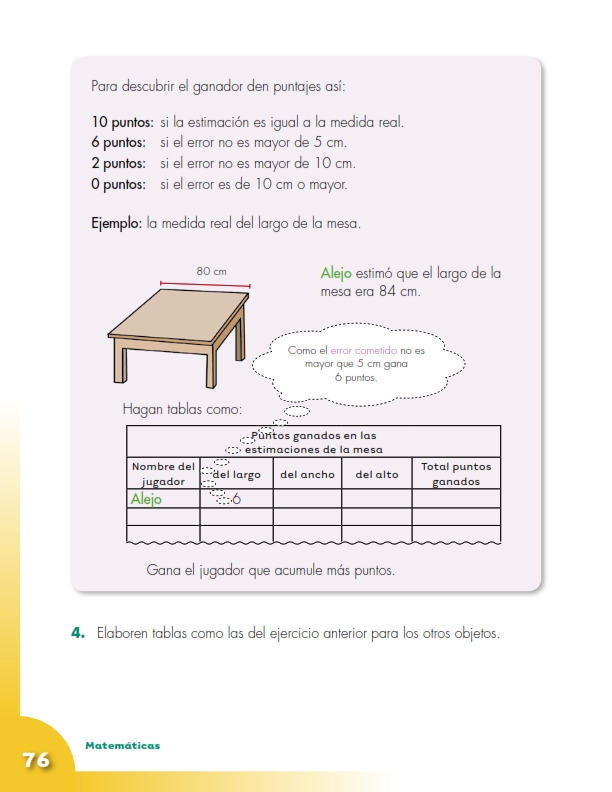 Para descubrir el ganador den puntajes así:
10 puntos: si la estimación es igual a la medida real.
6 puntos: si el error no es mayor de 5 cm.
2 puntos: si el error no es mayor de 10 cm.
0 puntos: si el error es de 10 cm o mayor.
Ejemplo: la medida real del largo de la mesa.
80 cm
Alejo estimó que el largo de la
mesa era 84 cm.
Como el error cometido no es
mayor que 5 cm gana
6 puntos.
Hagan tablas como:
Puntos ganados en las
estimaciones de la mesa
Nombre del jugador del largo del ancho del alto Total puntos ganados
Alejo 6
Gana el jugador que acumule más puntos.
4. Elaboren tablas como las del ejercicio anterior para los otros objetos.
Matemáticas
76